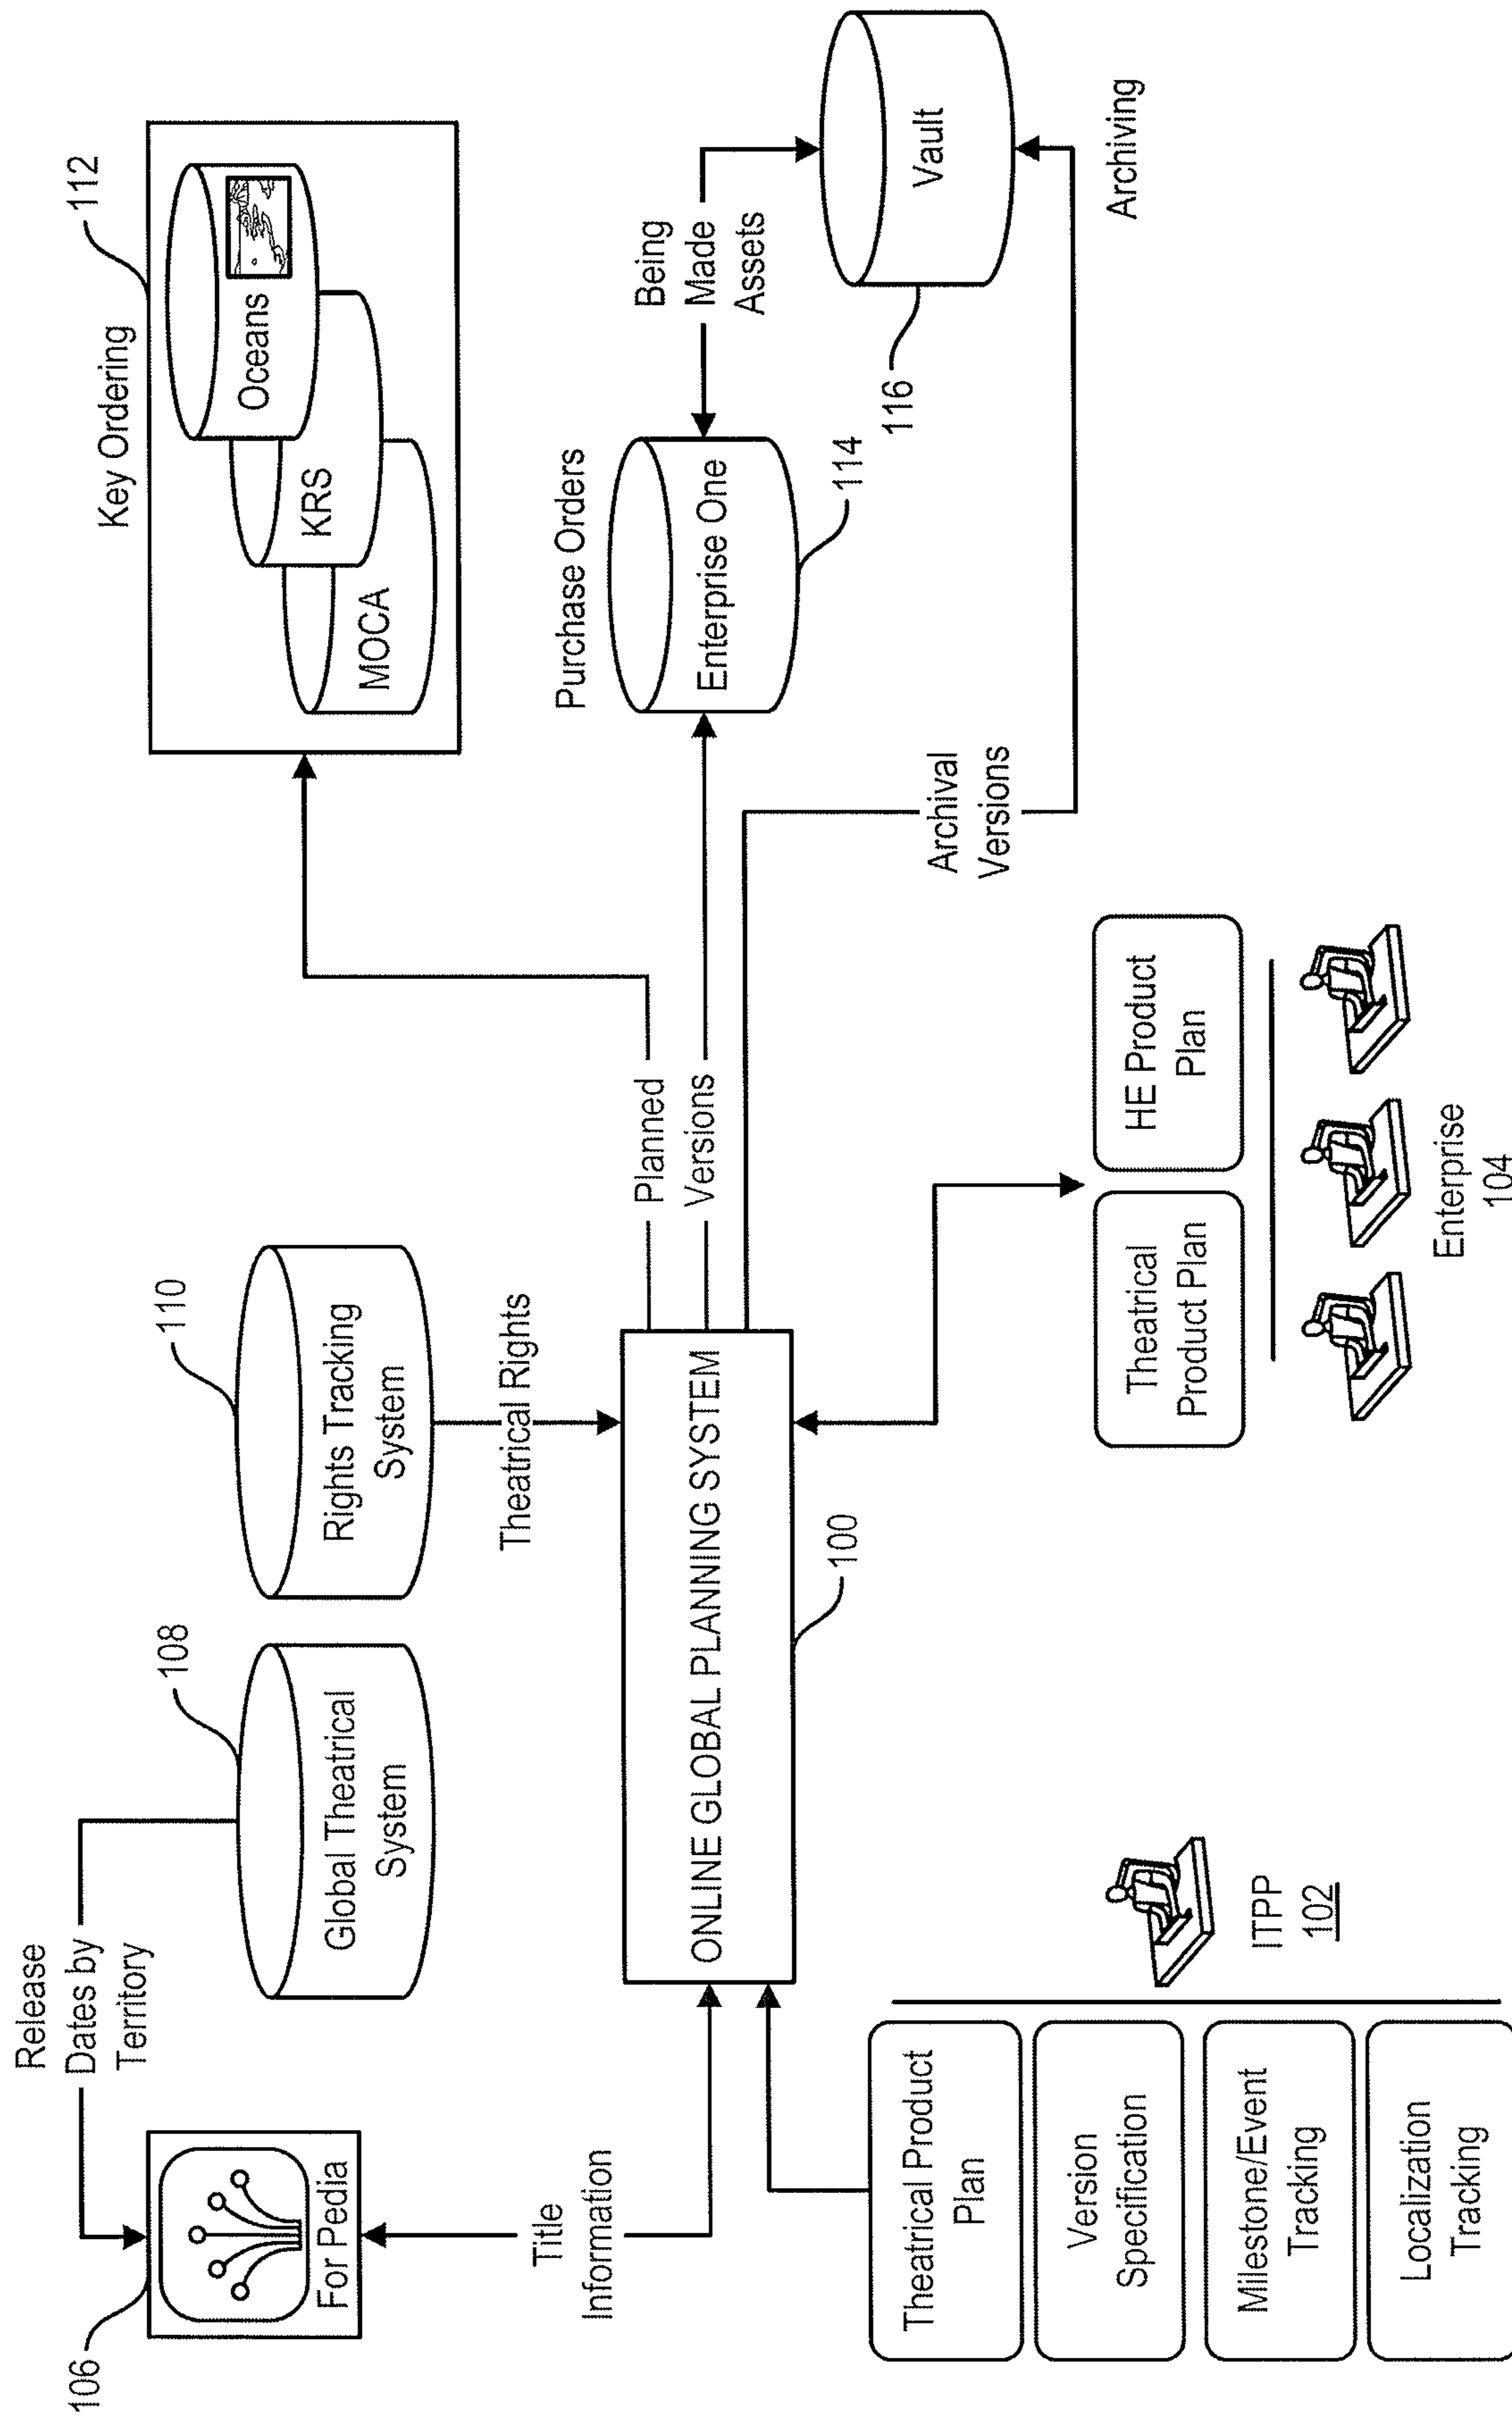 Release
Dates by
Territory
106
For Pedia
108
Global Theatrical
System
110
Rights Tracking
System
Theatrical Rights
Title
Information
ONLINE GLOBAL PLANNING SYSTEM
100
Planned
Versions
Key Ordering
112
MOCA
KRS
Oceans
Purchase Orders
Enterprise One
114
Being
Made
Assets
Vault
116
Archiving
Archival
Versions
Theatrical Product
Plan
Version
Specification
Milestone/Event
Tracking
Localization
Tracking
ITPP
102
Theatrical
Product Plan
HE Product
Plan
Enterprise
104